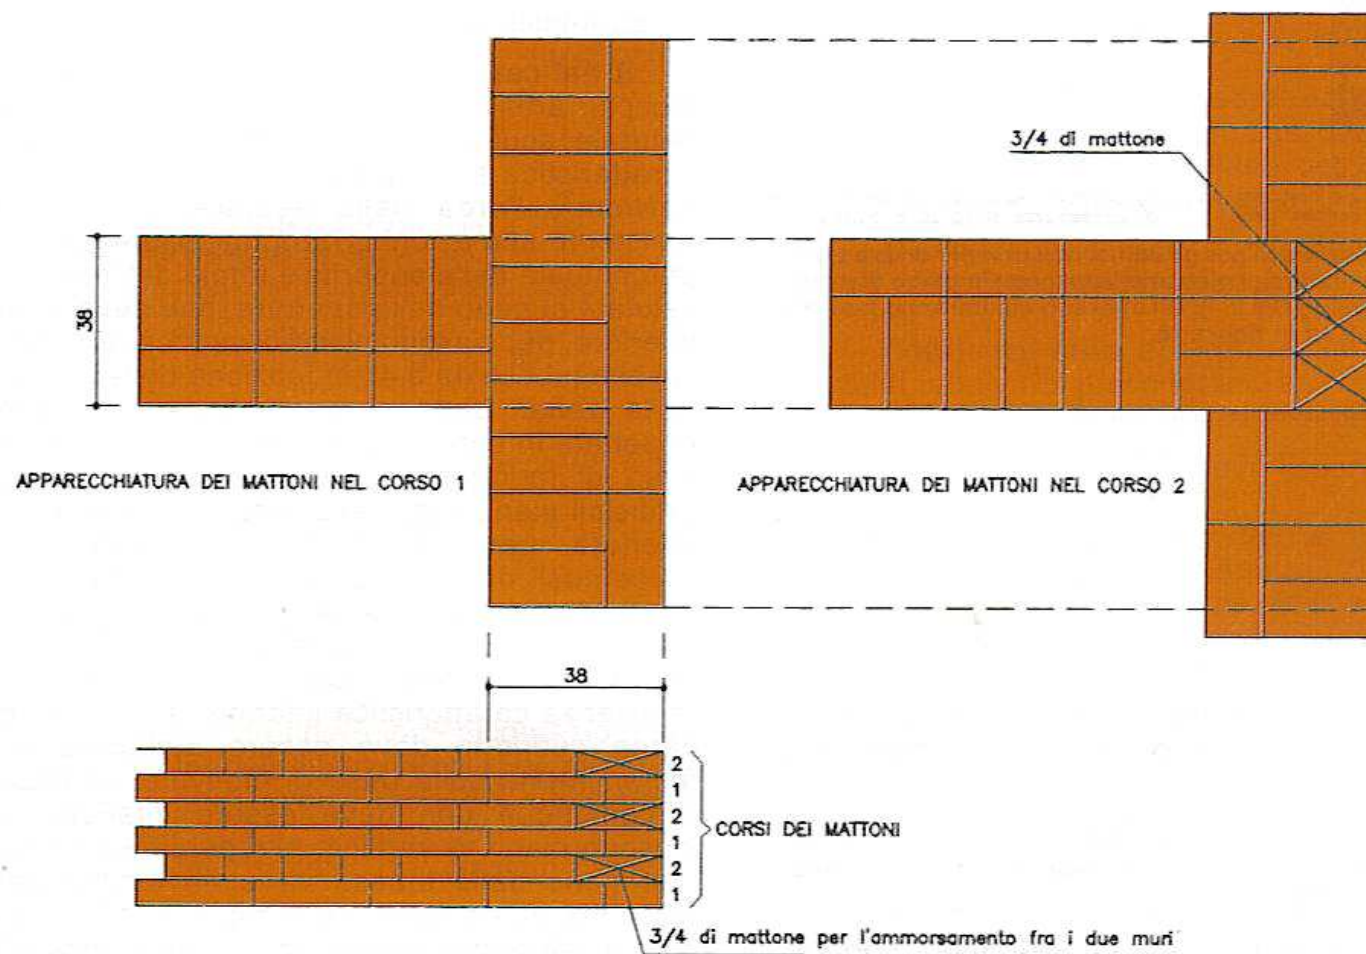 3/4 di mattone
38
APPARECCHIATURA DEI MATTONI NEL CORSO 1
APPARECCHIATURA DEI MATTONI NEL CORSO 2
38
2
1
2
1
2
1
CORSI DEI MATTONI
3/4 di mattone per l'ammorsamento fra i due muri